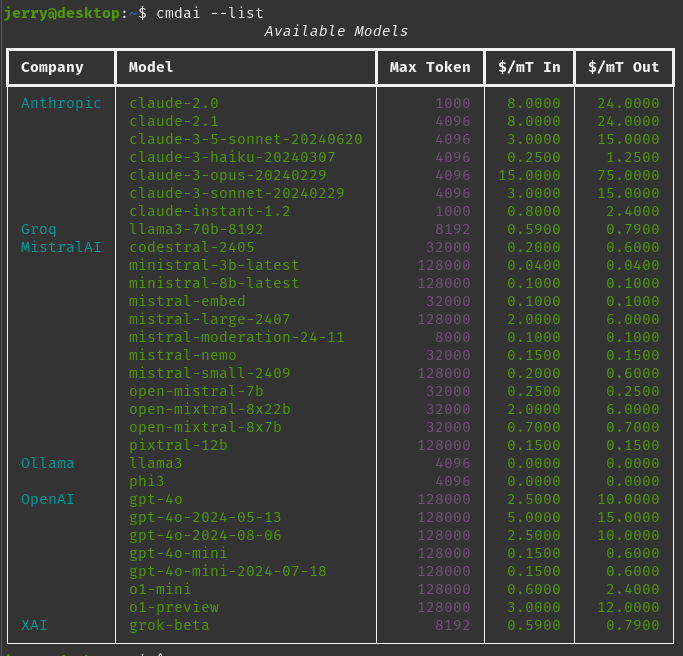 jerry@desktop:~$ cmdai --list
Available Models
Company Model Max Token $/mT In $/mT Out
Anthropic claude-2.0 1000 8.0000 24.0000
claude-2.1 4096 8.0000 24.0000
claude-3-5-sonnet-20240620 4096 3.0000 15.0000
claude-3-haiku-20240307 4096 0.2500 1.2500
claude-3-opus-20240229 4096 15.0000 75.0000
claude-3-sonnet-20240229 4096 3.0000 15.0000
claude-instant-1.2 1000 0.8000 2.4000
Groq llama3-70b-8192 8192 0.5900 0.7900
MistralAI codestral-2405 32000 0.2000 0.6000
ministral-3b-latest 128000 0.0400 0.0400
ministral-8b-latest 128000 0.1000 0.1000
mistral-embed 32000 0.1000 0.1000
mistral-large-2407 128000 2.0000 6.0000
mistral-moderation-24-11 8000 0.1000 0.1000
mistral-nemo 32000 0.1500 0.1500
mistral-small-2409 128000 0.2000 0.6000
open-mistral-7b 32000 0.2500 0.2500
open-mixtral-8x22b 32000 2.0000 6.0000
open-mixtral-8x7b 32000 0.7000 0.7000
pixtral-12b 128000 0.1500 0.1500
Ollama llama3 4096 0.0000 0.0000
phi3 4096 0.0000 0.0000
OpenAI gpt-4o 128000 2.5000 10.0000
gpt-4o-2024-05-13 128000 5.0000 15.0000
gpt-4o-2024-08-06 128000 2.5000 10.0000
gpt-4o-mini 128000 0.1500 0.6000
gpt-4o-mini-2024-07-18 128000 0.1500 0.6000
o1-mini 128000 0.6000 2.4000
o1-preview 128000 3.0000 12.0000
XAI grok-beta 8192 0.5900 0.7900